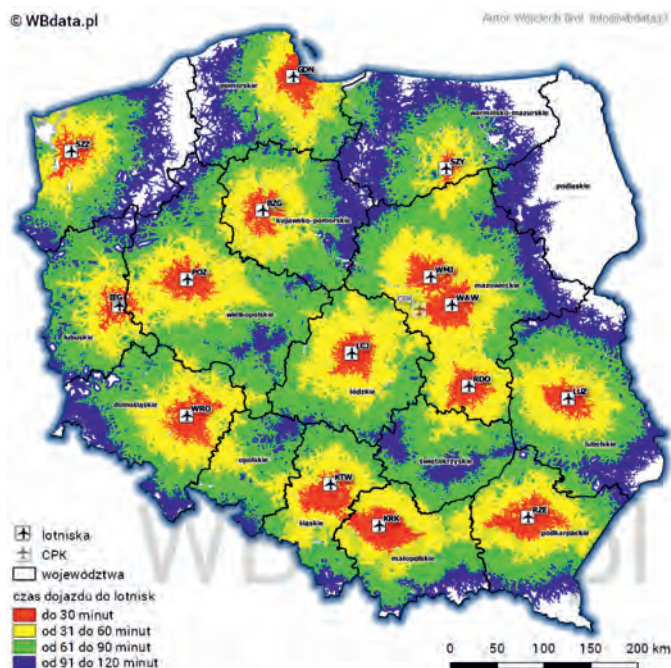 © WBdata.pl
Autor: Wojciech Brol info@wbdata.pl
GDN
pomorskie
warmińsko-mazurskie
SZZ
SZY
podlaskie
BZG
kujawsko-pomorskie
WMI
mazowieckie
POZ
CPK
WAW
IEG
wielkopolskie
lubuskie
LCJ
RDO
LUZ
łódzkie
dolnośląskie
WRO
lubelskie
opolskie
świętokrzyskie
KTW
śląskie
KRK
RZE
podkarpackie
małopolskie
lotniska
CPK
województwa
czas dojazdu do lotnisk
do 30 minut
od 31 do 60 minut
od 61 do 90 minut
od 91 do 120 minut
0 50 100 150 200 km